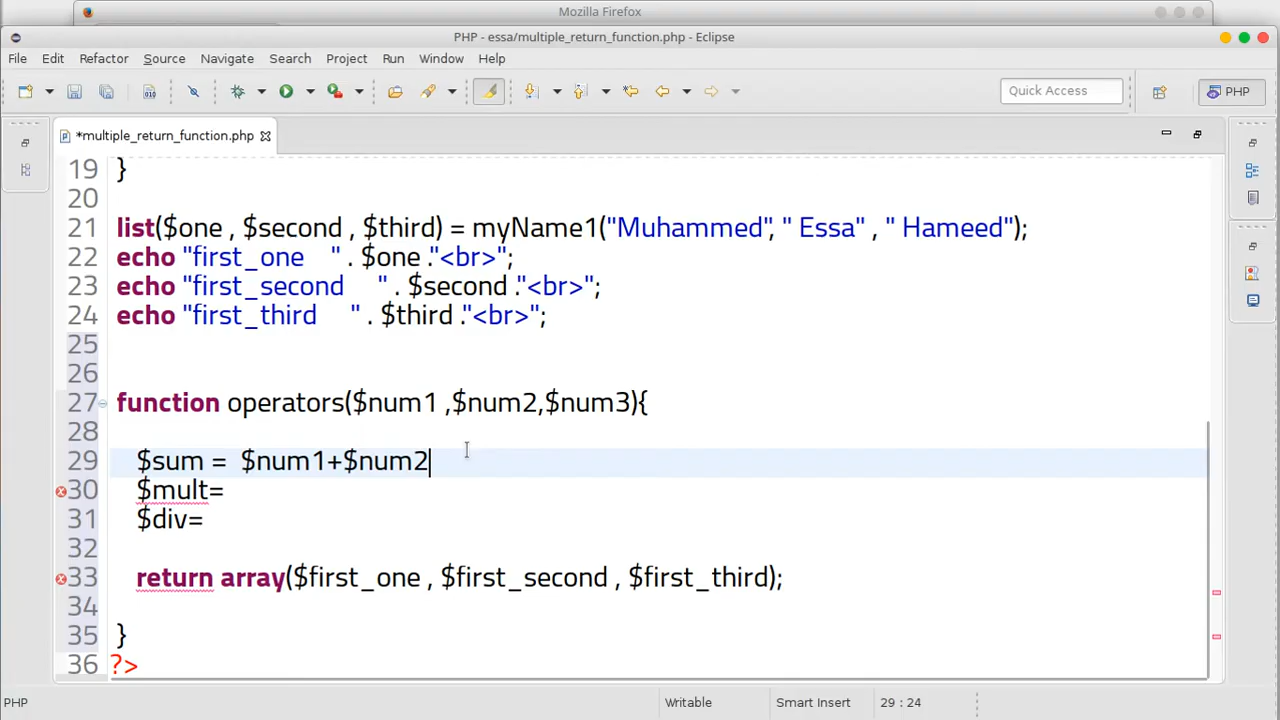 Mozilla Firefox
PHP - essa/multiple_return_function.php - Eclipse
File Edit Refactor Source Navigate Search Project Run Window Help
Quick Access PHP
*multiple_return_function.php
19 }
20
21 list($one , $second , $third) = myName1("Muhammed", " Essa" , " Hameed");
22 echo "first_one    " . $one ."<br>";
23 echo "first_second     " . $second ."<br>";
24 echo "first_third     " . $third ."<br>";
25
26
27 function operators($num1 ,$num2,$num3){
28
29 $sum =  $num1+$num2
30 $mult=
31 $div=
32
33 return array($first_one , $first_second , $first_third);
34
35 }
36 ?>
PHP Writable Smart Insert 29 : 24